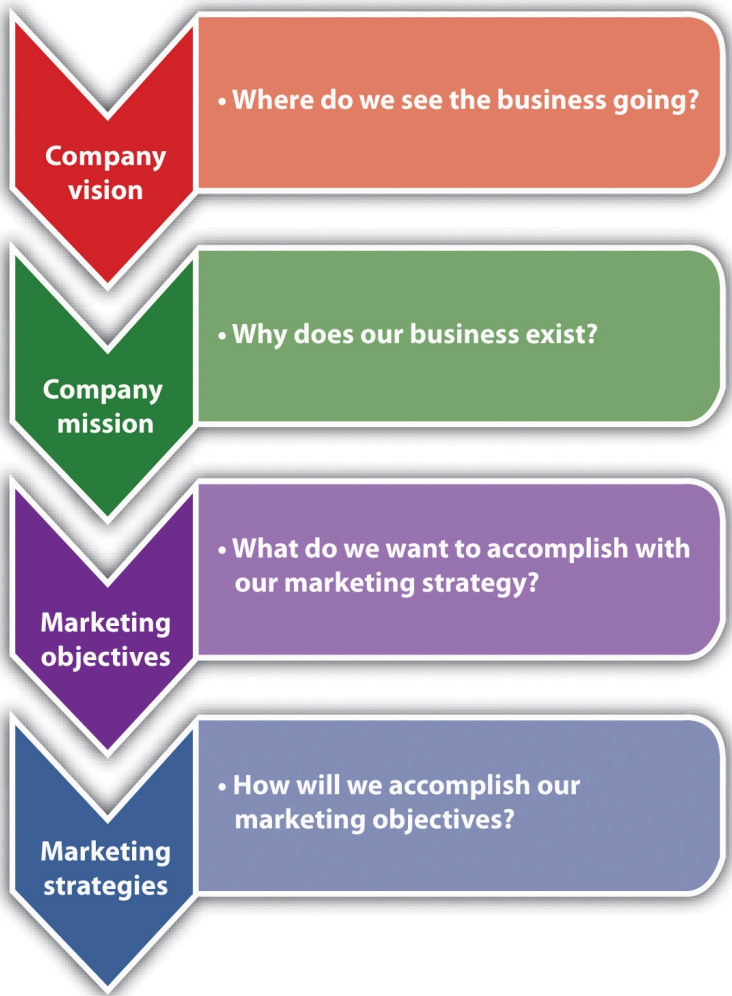 Company
vision
• Where do we see the business going?
Company
mission
• Why does our business exist?
Marketing
objectives
• What do we want to accomplish with
our marketing strategy?
Marketing
strategies
• How will we accomplish our
marketing objectives?